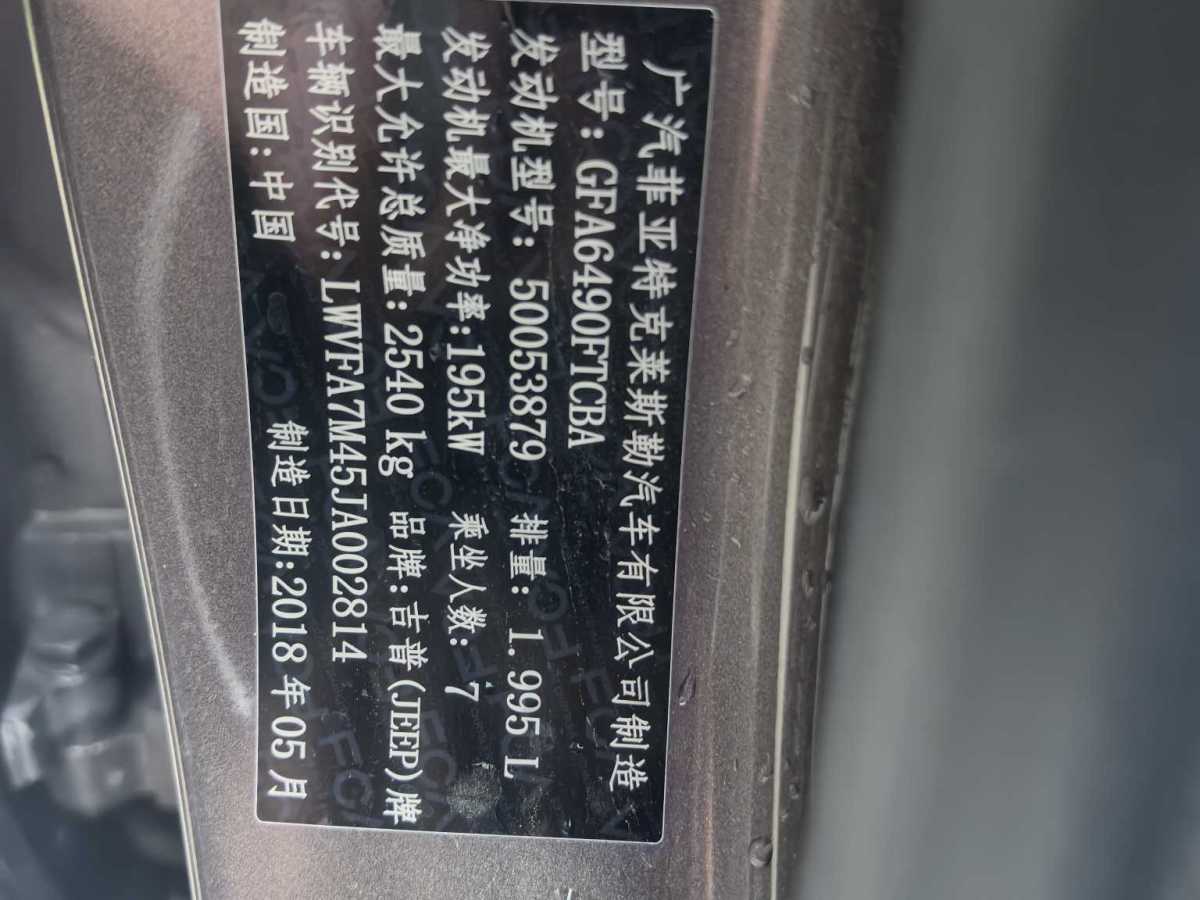 广汽菲亚特克莱斯勒汽车有限公司制造
型号: GFA6490FTCBA
发动机型号: 50053879 排量: 1.995 L
发动机最大净功率:195kW 乘坐人数: 7
最大允许总质量:2540 kg 品牌:吉普(JEEP)牌
车辆识别代号:LWVFA7M45JA002814
制造国:中国 制造日期:2018年05月